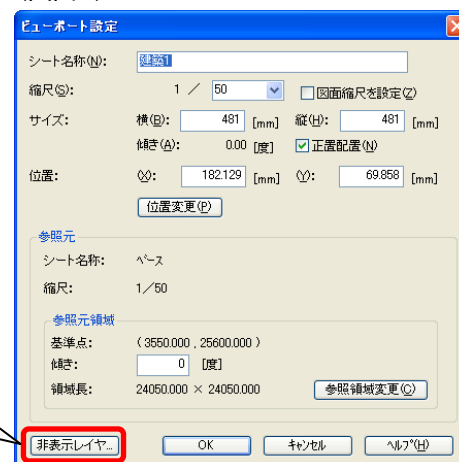 ビューポート設定
シート名称(N): 建築1
縮尺(S): 1 / 50 図面縮尺を設定(Z)
サイズ: 横(B): 481 [mm] 縦(H): 481 [mm]
傾き(A): 0.00 [度] 正置配置(N)
位置: (X): 182.129 [mm] (Y): 69.858 [mm]
位置変更(P)
参照元
シート名称: ベース
縮尺: 1/50
参照元領域
基準点: ( 3550.000 , 25600.000 )
傾き: 0 [度]
領域長: 24050.000 × 24050.000 参照領域変更(C)
非表示レイヤ... OK キャンセル ヘルプ(H)